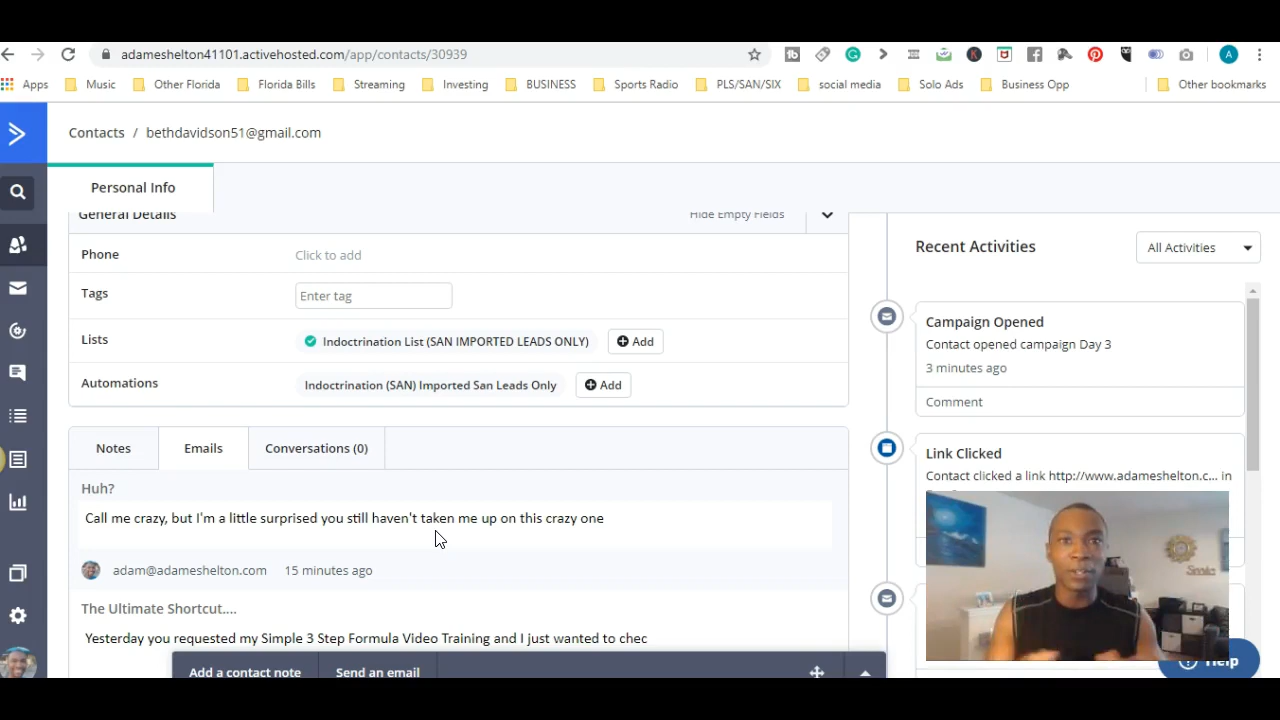 adameshelton41101.activehosted.com/app/contacts/30939
Apps
Music
Other Florida
Florida Bills
Streaming
Investing
BUSINESS
Sports Radio
PLS/SAN/SIX
social media
Solo Ads
Business Opp
Other bookmarks
Contacts / bethdavidson51@gmail.com
Personal Info
General Details
Hide Empty Fields
Phone
Click to add
Tags
Enter tag
Lists
Indoctrination List (SAN IMPORTED LEADS ONLY)
Add
Automations
Indoctrination (SAN) Imported San Leads Only
Add
Notes
Emails
Conversations (0)
Huh?
Call me crazy, but I'm a little surprised you still haven't taken me up on this crazy one
adam@adameshelton.com
15 minutes ago
The Ultimate Shortcut....
Yesterday you requested my Simple 3 Step Formula Video Training and I just wanted to chec
Add a contact note
Send an email
Recent Activities
All Activities
Campaign Opened
Contact opened campaign Day 3
3 minutes ago
Comment
Link Clicked
Contact clicked a link http://www.adameshelton.c... in
Help